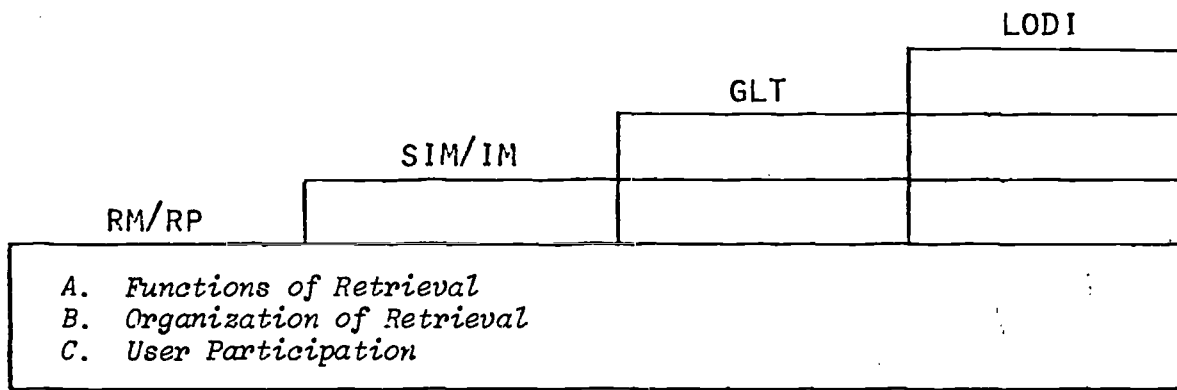 LODI
GLT
SIM/IM
RM/RP
A. Functions of Retrieval
B. Organization of Retrieval
C. User Participation